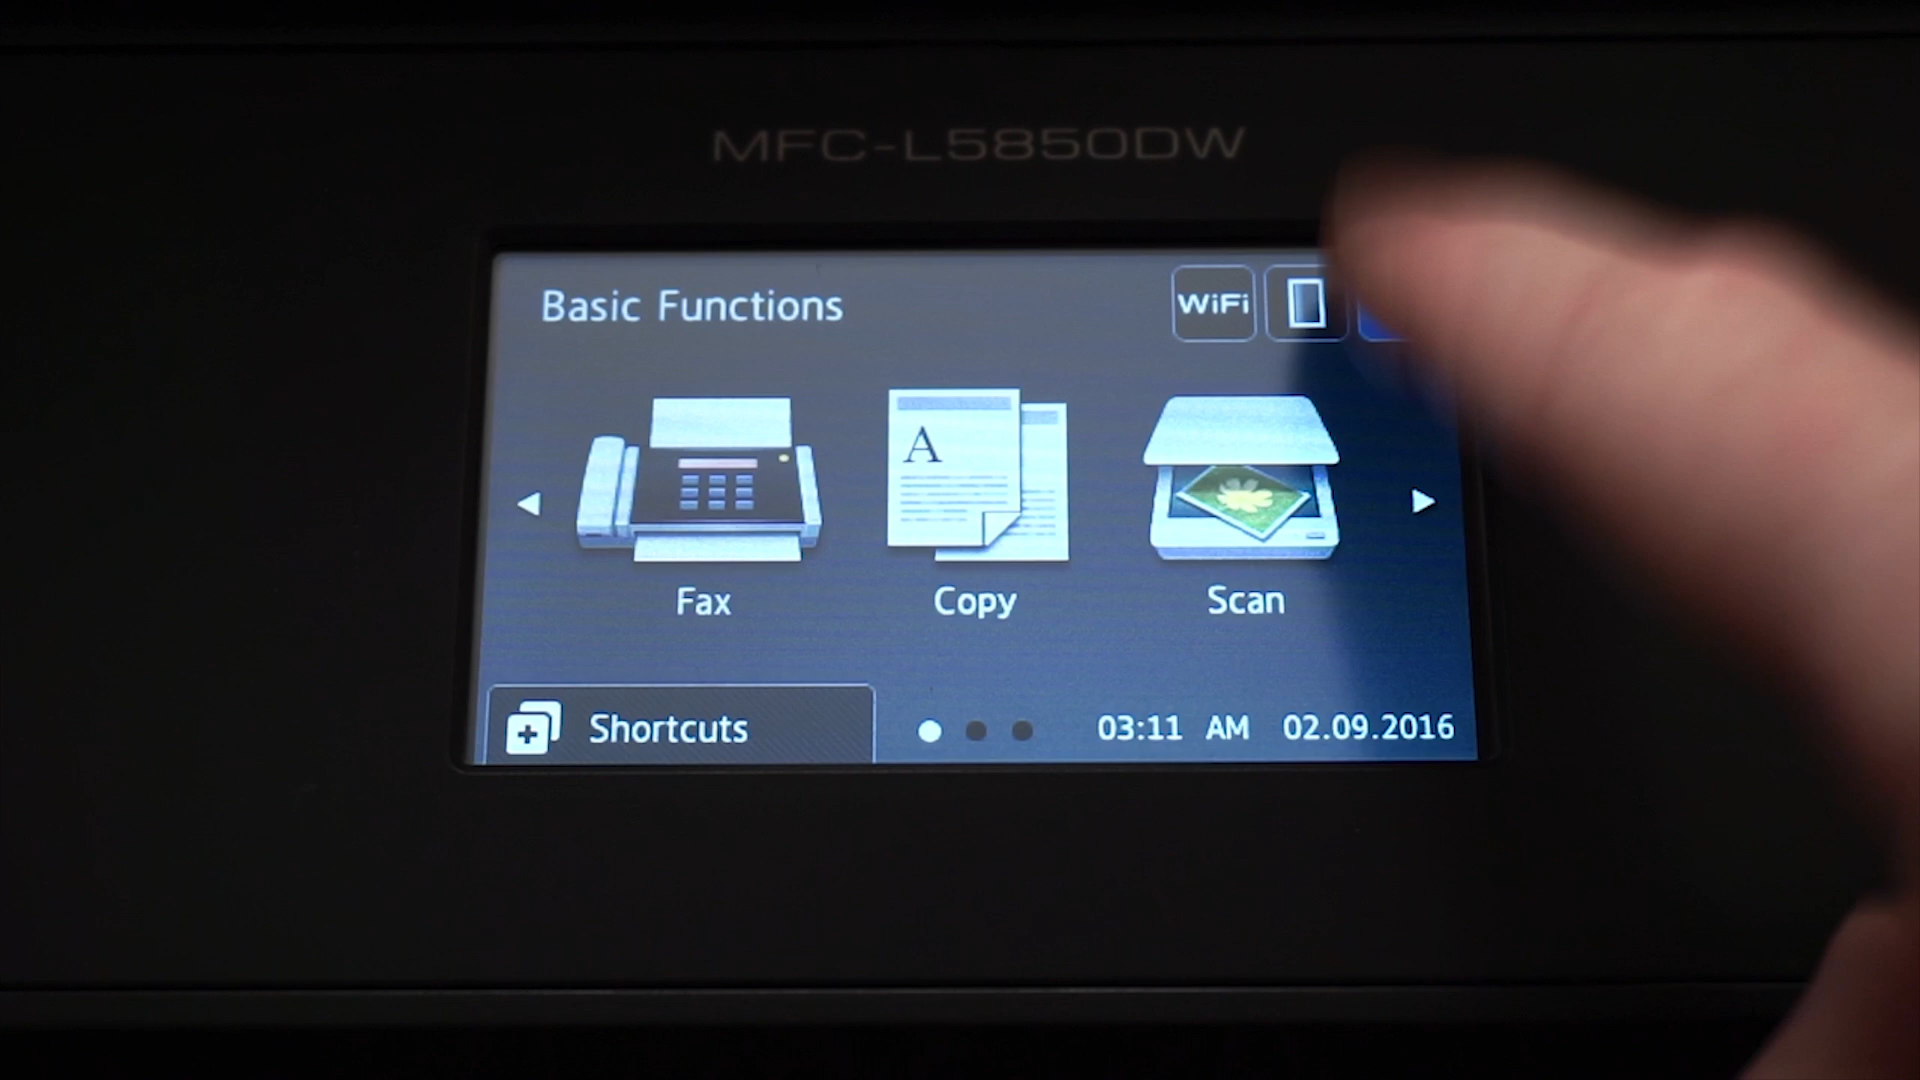 MFC-L5850DW
Basic Functions
WiFi
A
Fax
Copy
Scan
Shortcuts
03:11 AM 02.09.2016